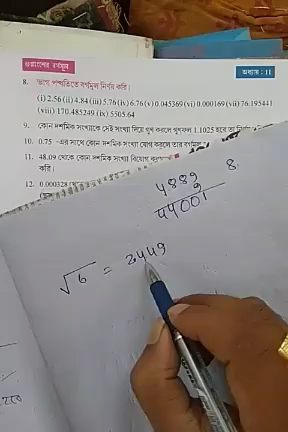 ভগ্নাংশের বর্গমূল
অধ্যায় : 11
8. ভাগ পদ্ধতিতে বর্গমূল নির্ণয় করি।
(i) 2.56 (ii) 4.84 (iii) 5.76 (iv) 6.76 (v) 0.045369 (vi) 0.000169 (vii) 76.195441
(viii) 170.485249 (ix) 5505.64
9. কোন দশমিক সংখ্যাকে সেই সংখ্যা দিয়ে গুণ করলে গুণফল 1.1025 হবে তা
10. 0.75 -এর সাথে কোন দশমিক সংখ্যা যোগ করলে তার বর্গমূল
11. 48.09 থেকে কোন দশমিক সংখ্যা বিয়োগ
করি।
12. 0.000328
4889 8
44001
√6 = 2449